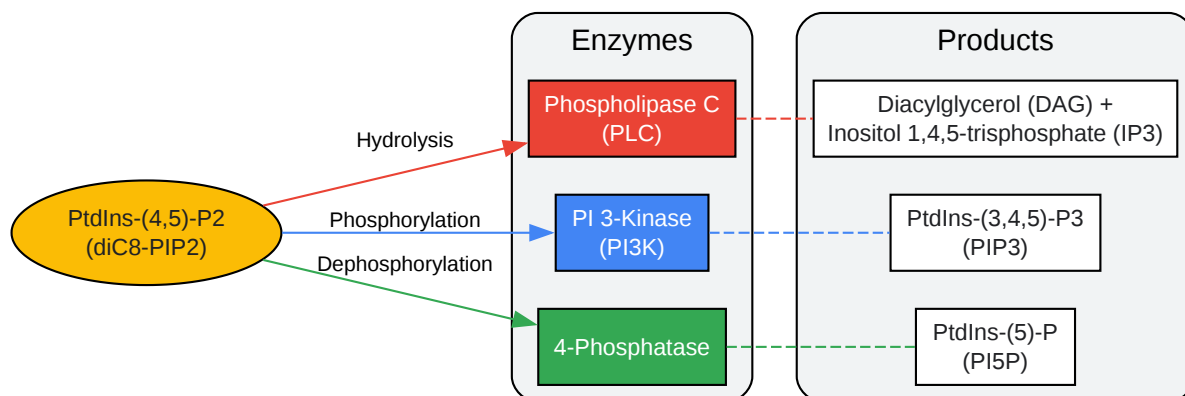 Enzymes
Products
Phospholipase C
(PLC)
Diacylglycerol (DAG) +
Inositol 1,4,5-trisphosphate (IP3)
Hydrolysis
PtdIns-(4,5)-P2
(diC8-PIP2)
Phosphorylation
PI 3-Kinase
(PI3K)
PtdIns-(3,4,5)-P3
(PIP3)
Dephosphorylation
4-Phosphatase
PtdIns-(5)-P
(PI5P)